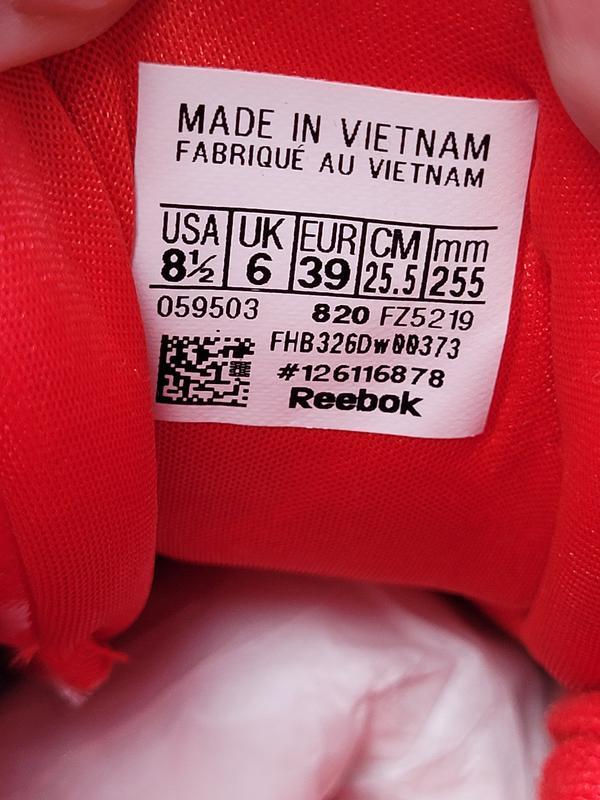 MADE IN VIETNAM
FABRIQUÉ AU VIETNAM
USA UK EUR CM mm
8½ 6 39 25.5 255
059503 820 FZ5219
FHB326Dw00373
#126116878
Reebok